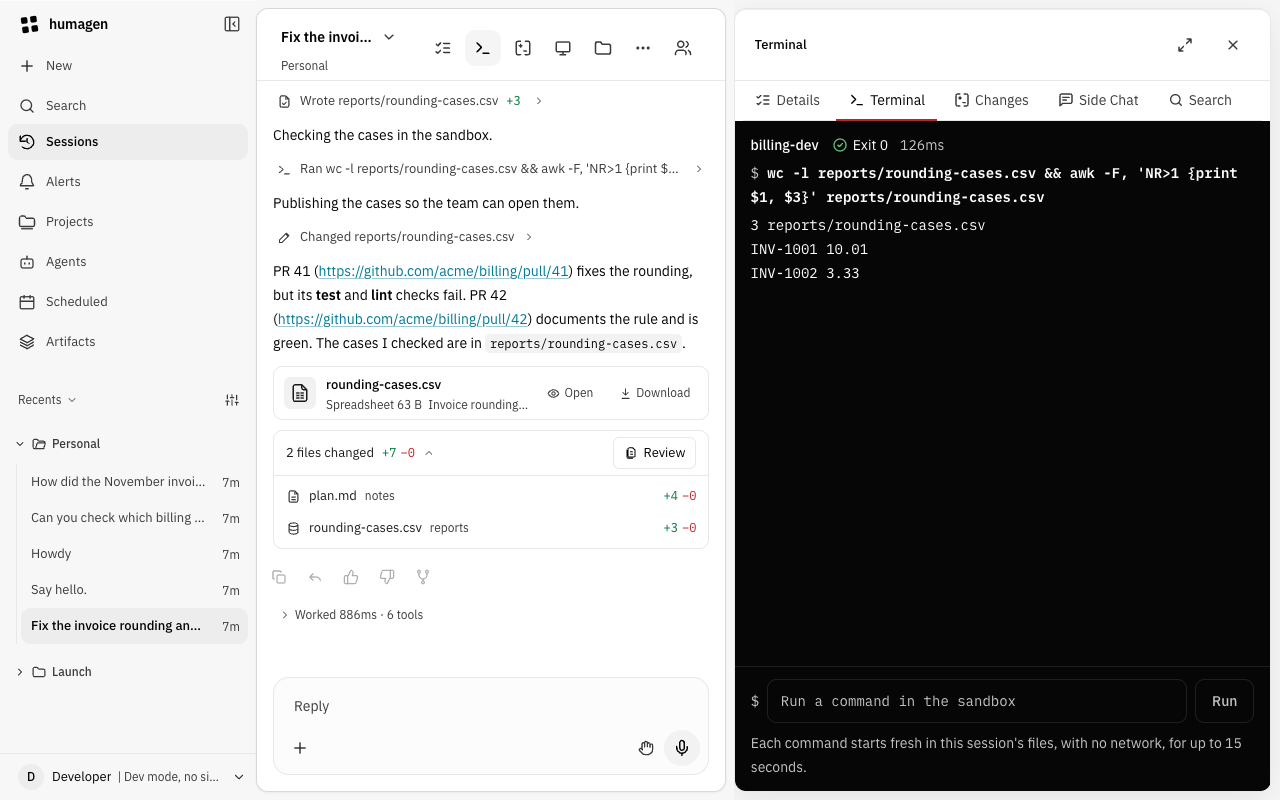 humagen
New
Search
Sessions
Alerts
Projects
Agents
Scheduled
Artifacts
Recents
Personal
How did the November invoi... 7m
Can you check which billing ... 7m
Howdy 7m
Say hello. 7m
Fix the invoice rounding an... 7m
Launch
D Developer | Dev mode, no si...
Fix the invoi...
Personal
Wrote reports/rounding-cases.csv +3
Checking the cases in the sandbox.
Ran wc -l reports/rounding-cases.csv && awk -F, 'NR>1 {print $...
Publishing the cases so the team can open them.
Changed reports/rounding-cases.csv
PR 41 (https://github.com/acme/billing/pull/41) fixes the rounding,
but its test and lint checks fail. PR 42
(https://github.com/acme/billing/pull/42) documents the rule and is
green. The cases I checked are in reports/rounding-cases.csv.
rounding-cases.csv
Spreadsheet 63 B Invoice rounding...
Open Download
2 files changed +7 −0 Review
plan.md notes +4 −0
rounding-cases.csv reports +3 −0
Worked 886ms · 6 tools
Reply
Terminal
Details Terminal Changes Side Chat Search
billing-dev Exit 0 126ms
$ wc -l reports/rounding-cases.csv && awk -F, 'NR>1 {print
$1, $3}' reports/rounding-cases.csv
3 reports/rounding-cases.csv
INV-1001 10.01
INV-1002 3.33
$ Run a command in the sandbox Run
Each command starts fresh in this session's files, with no network, for up to 15
seconds.